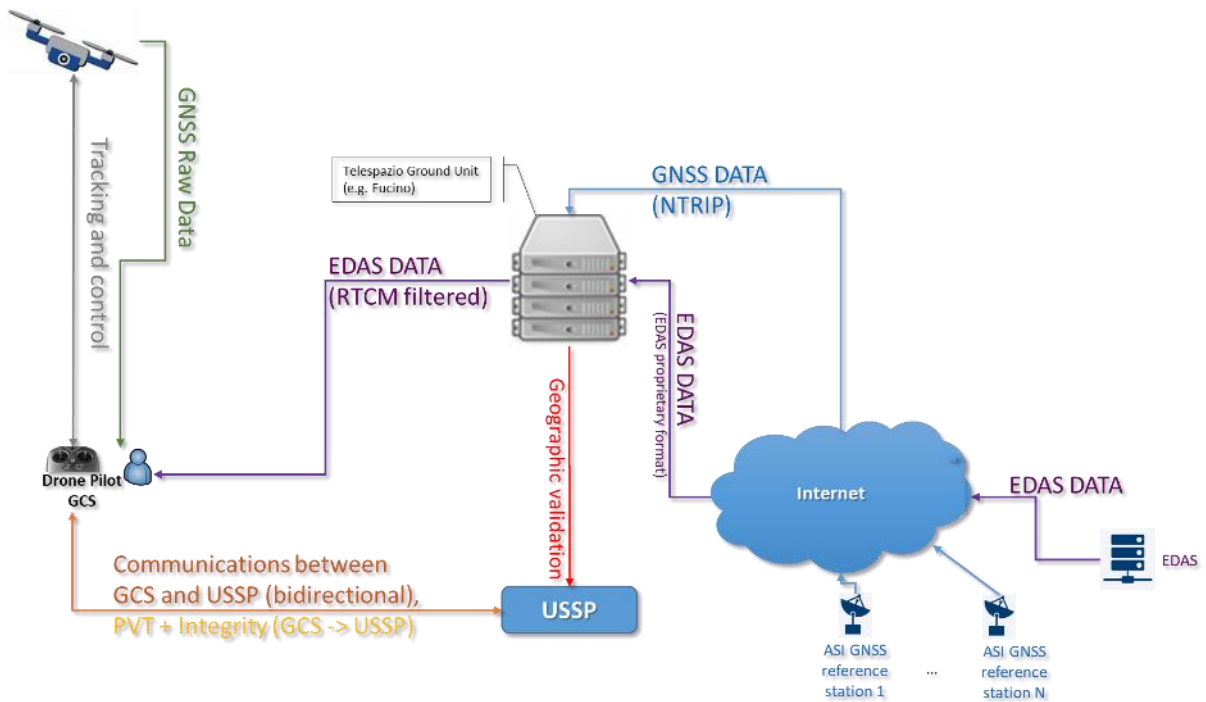 GNSS Raw Data
Tracking and control
Telespazio Ground Unit
(e.g. Fucino)
GNSS DATA
(NTRIP)
EDAS DATA
(RTCM filtered)
EDAS DATA
(EDAS proprietary format)
Geographic validation
Drone Pilot
GCS
Internet
EDAS DATA
EDAS
Communications between
GCS and USSP (bidirectional),
PVT + Integrity (GCS -> USSP)
USSP
ASI GNSS
reference
station 1
...
ASI GNSS
reference
station N